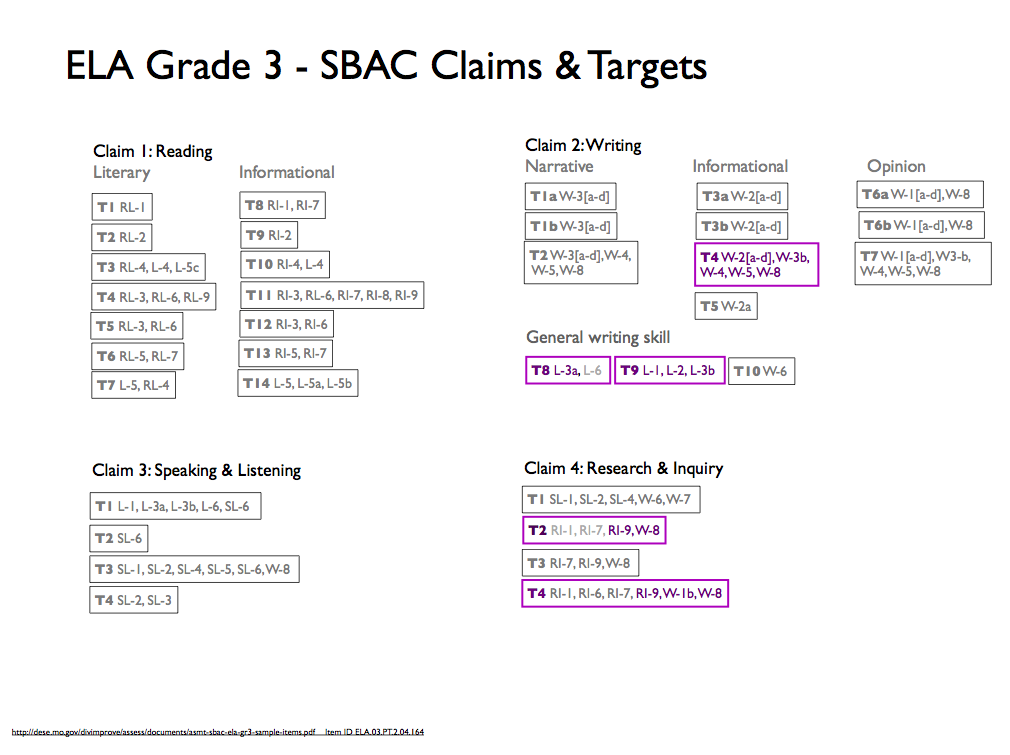 ELA Grade 3 - SBAC Claims & Targets
Claim 1: Reading
Literary
T1 RL-1
T2 RL-2
T3 RL-4, L-4, L-5c
T4 RL-3, RL-6, RL-9
T5 RL-3, RL-6
T6 RL-5, RL-7
T7 L-5, RL-4
Informational
T8 RI-1, RI-7
T9 RI-2
T10 RI-4, L-4
T11 RI-3, RL-6, RI-7, RI-8, RI-9
T12 RI-3, RI-6
T13 RI-5, RI-7
T14 L-5, L-5a, L-5b
Claim 2: Writing
Narrative
T1a W-3[a-d]
T1b W-3[a-d]
T2 W-3[a-d], W-4,
W-5, W-8
Informational
T3a W-2[a-d]
T3b W-2[a-d]
T4 W-2[a-d], W-3b,
W-4, W-5, W-8
T5 W-2a
Opinion
T6a W-1[a-d], W-8
T6b W-1[a-d], W-8
T7 W-1[a-d], W3-b,
W-4, W-5, W-8
General writing skill
T8 L-3a, L-6
T9 L-1, L-2, L-3b
T10 W-6
Claim 3: Speaking & Listening
T1 L-1, L-3a, L-3b, L-6, SL-6
T2 SL-6
T3 SL-1, SL-2, SL-4, SL-5, SL-6, W-8
T4 SL-2, SL-3
Claim 4: Research & Inquiry
T1 SL-1, SL-2, SL-4, W-6, W-7
T2 RI-1, RI-7, RI-9, W-8
T3 RI-7, RI-9, W-8
T4 RI-1, RI-6, RI-7, RI-9, W-1b, W-8
http://dese.mo.gov/divimprove/assess/documents/asmt-sbac-ela-gr3-sample-items.pdf Item ID ELA.03.PT.2.04.164